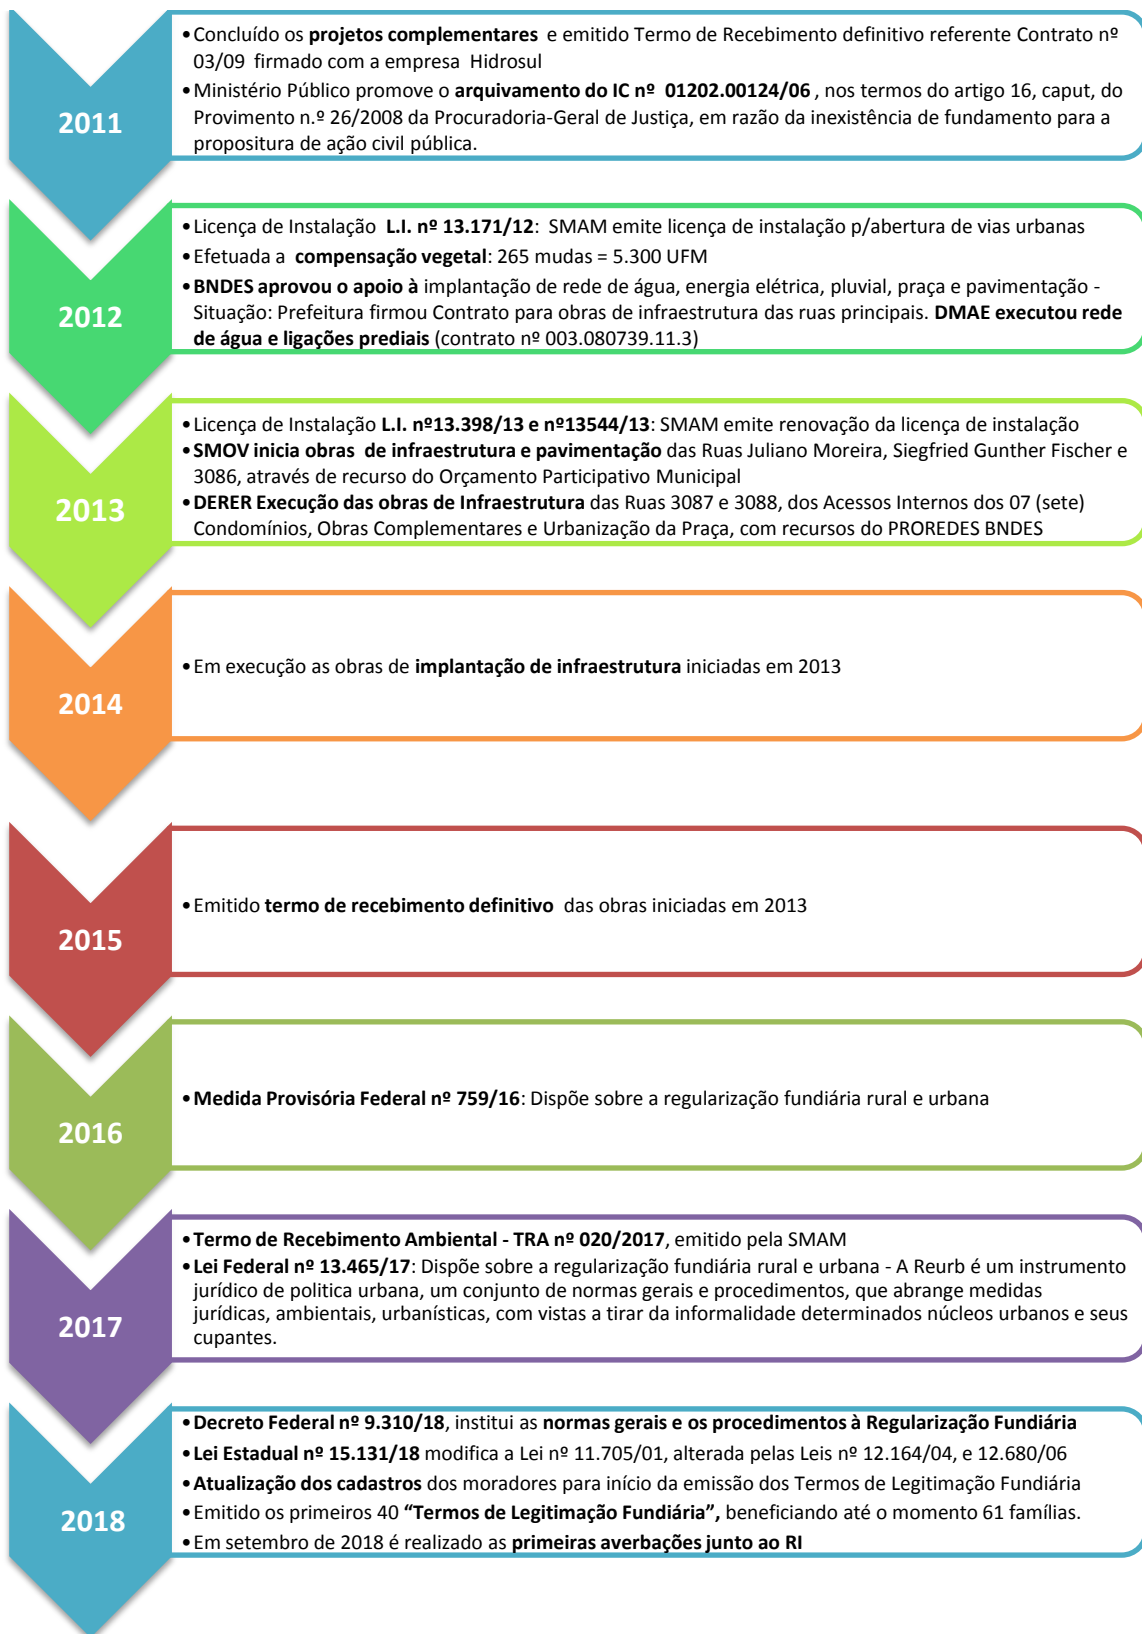 2011
•Concluído os projetos complementares e emitido Termo de Recebimento definitivo referente Contrato nº
03/09 firmado com a empresa Hidrosul
•Ministério Público promove o arquivamento do IC nº 01202.00124/06 , nos termos do artigo 16, caput, do
Provimento n.º 26/2008 da Procuradoria-Geral de Justiça, em razão da inexistência de fundamento para a
propositura de ação civil pública.
2012
•Licença de Instalação L.I. nº 13.171/12: SMAM emite licença de instalação p/abertura de vias urbanas
•Efetuada a compensação vegetal: 265 mudas = 5.300 UFM
•BNDES aprovou o apoio à implantação de rede de água, energia elétrica, pluvial, praça e pavimentação -
Situação: Prefeitura firmou Contrato para obras de infraestrutura das ruas principais. DMAE executou rede
de água e ligações prediais (contrato nº 003.080739.11.3)
2013
•Licença de Instalação L.I. nº13.398/13 e nº13544/13: SMAM emite renovação da licença de instalação
•SMOV inicia obras de infraestrutura e pavimentação das Ruas Juliano Moreira, Siegfried Gunther Fischer e
3086, através de recurso do Orçamento Participativo Municipal
•DERER Execução das obras de Infraestrutura das Ruas 3087 e 3088, dos Acessos Internos dos 07 (sete)
Condomínios, Obras Complementares e Urbanização da Praça, com recursos do PROREDES BNDES
2014
•Em execução as obras de implantação de infraestrutura iniciadas em 2013
2015
•Emitido termo de recebimento definitivo das obras iniciadas em 2013
2016
•Medida Provisória Federal nº 759/16: Dispõe sobre a regularização fundiária rural e urbana
2017
•Termo de Recebimento Ambiental - TRA nº 020/2017, emitido pela SMAM
•Lei Federal nº 13.465/17: Dispõe sobre a regularização fundiária rural e urbana - A Reurb é um instrumento
jurídico de politica urbana, um conjunto de normas gerais e procedimentos, que abrange medidas
jurídicas, ambientais, urbanísticas, com vistas a tirar da informalidade determinados núcleos urbanos e seus
cupantes.
2018
•Decreto Federal nº 9.310/18, institui as normas gerais e os procedimentos à Regularização Fundiária
•Lei Estadual nº 15.131/18 modifica a Lei nº 11.705/01, alterada pelas Leis nº 12.164/04, e 12.680/06
•Atualização dos cadastros dos moradores para início da emissão dos Termos de Legitimação Fundiária
•Emitido os primeiros 40 “Termos de Legitimação Fundiária”, beneficiando até o momento 61 famílias.
•Em setembro de 2018 é realizado as primeiras averbações junto ao RI